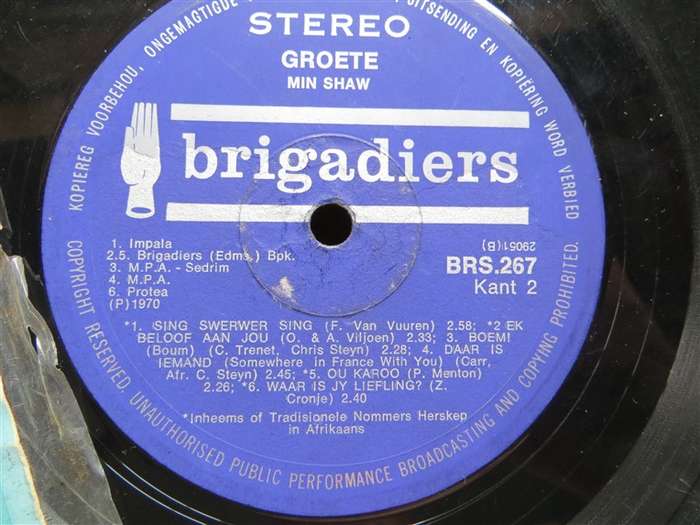 KOPIEREG VOORBEHOU, ONGEMAGTIGDE UITSENDING EN KOPIËRING WORD VERBIED
STEREO
GROETE
MIN SHAW
brigadiers
1. Impala
2.5. Brigadiers (Edms.) Bpk.
3. M.P.A. - Sedrim
4. M.P.A.
6. Protea
(P)1970
29051(B)
BRS.267
Kant 2
*1. SING SWERWER SING (F. Van Vuuren) 2.58; *2 EK
BELOOF AAN JOU (O. & A. Viljoen) 2.33; 3. BOEM!
(Boum) (C. Trenet, Chris Steyn) 2.28; 4. DAAR IS
IEMAND (Somewhere in France With You) (Carr,
Afr. C. Steyn) 2.45; *5. OU KAROO (P. Menton)
2.26; *6. WAAR IS JY LIEFLING? (Z.
Cronje) 2.40
*Inheems of Tradisionele Nommers Herskep
in Afrikaans
COPYRIGHT RESERVED UNAUTHORISED PUBLIC PERFORMANCE BROADCASTING AND COPYING PROHIBITED.